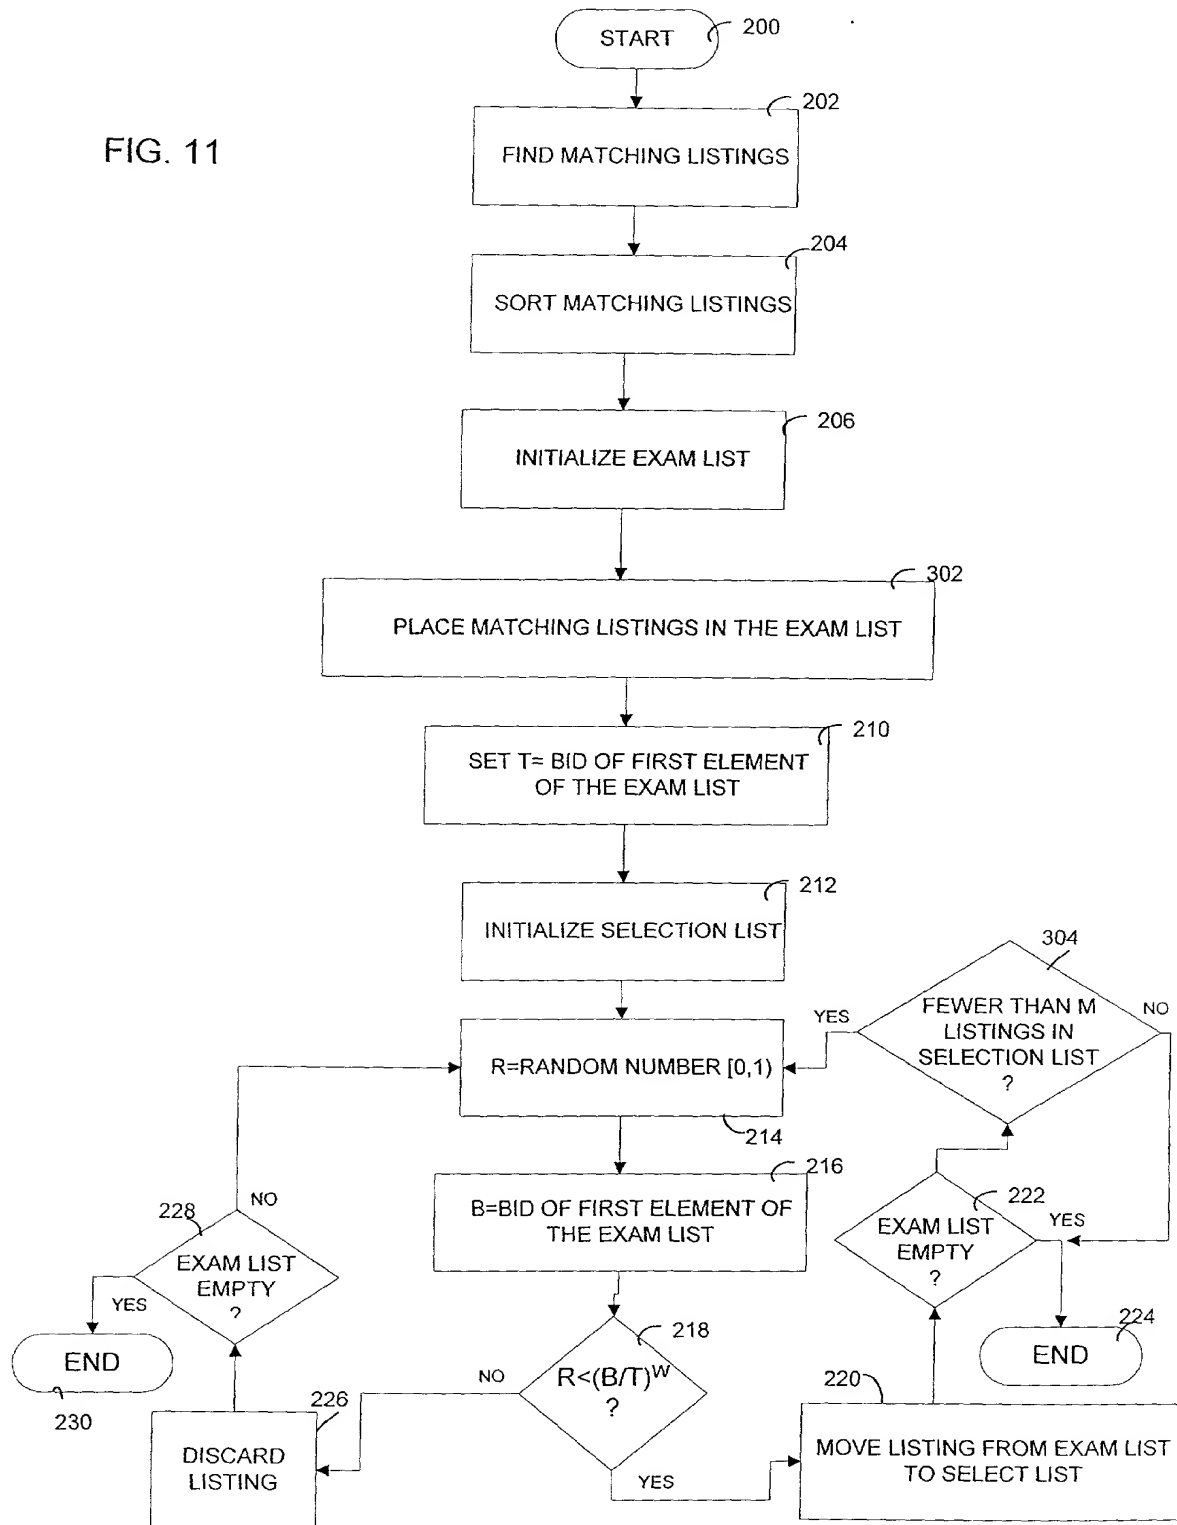 START
200
FIG. 11
202
FIND MATCHING LISTINGS
204
SORT MATCHING LISTINGS
206
INITIALIZE EXAM LIST
302
PLACE MATCHING LISTINGS IN THE EXAM LIST
210
SET T= BID OF FIRST ELEMENT
OF THE EXAM LIST
212
INITIALIZE SELECTION LIST
304
FEWER THAN M
LISTINGS IN
SELECTION LIST
?
YES
NO
R=RANDOM NUMBER [0,1)
214
216
B=BID OF FIRST ELEMENT OF
THE EXAM LIST
222
EXAM LIST
EMPTY
?
YES
NO
228
EXAM LIST
EMPTY
?
YES
END
230
218
R<(B/T)^W
?
NO
YES
224
END
220
MOVE LISTING FROM EXAM LIST
TO SELECT LIST
226
DISCARD
LISTING